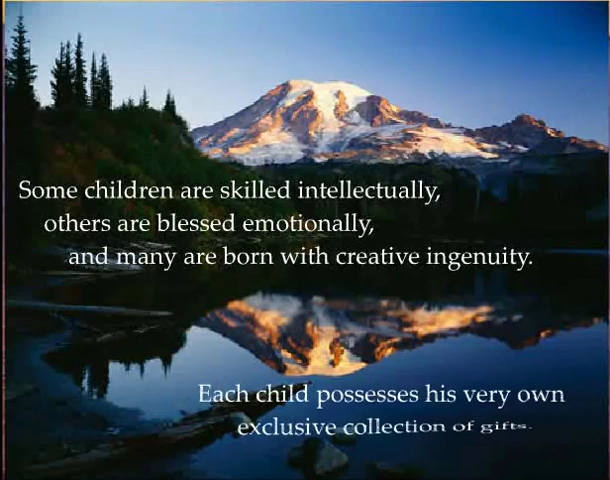 Some children are skilled intellectually,
others are blessed emotionally,
and many are born with creative ingenuity.
Each child possesses his very own
exclusive collection of gifts.